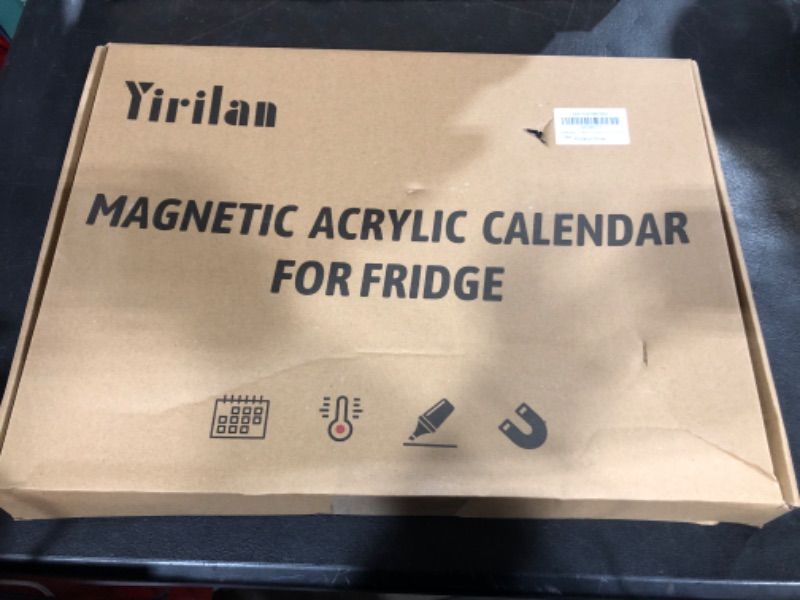 Yirilan
MAGNETIC ACRYLIC CALENDAR
FOR FRIDGE